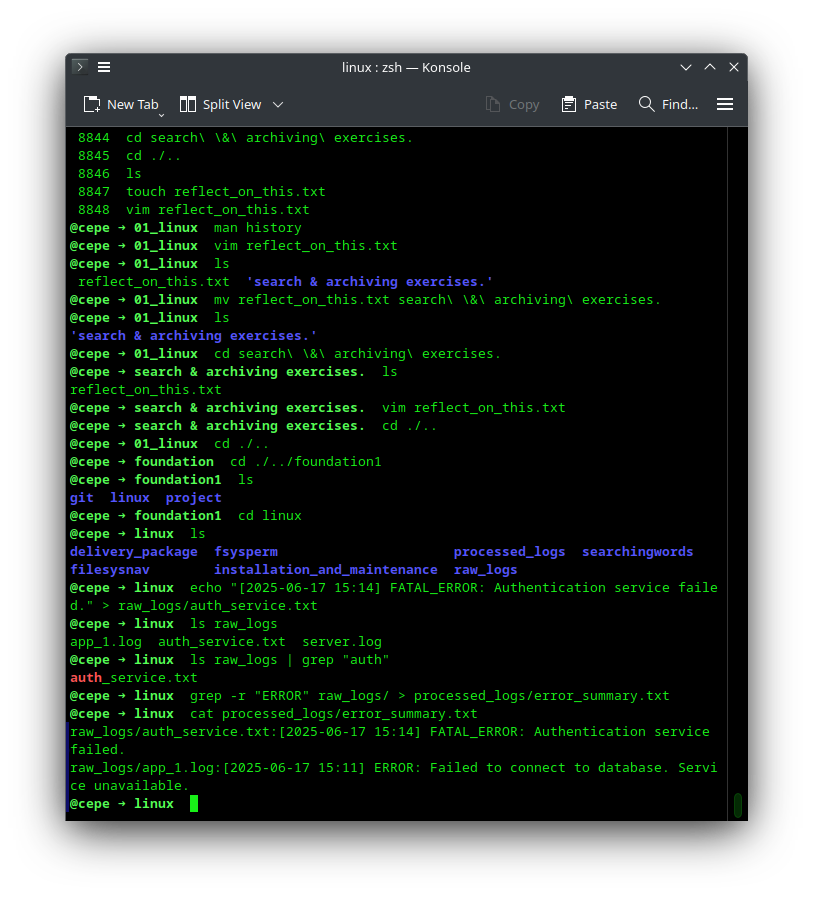 linux : zsh — Konsole
New Tab Split View Copy Paste Find...
8844 cd search\ \&\ archiving\ exercises.
8845 cd ./..
8846 ls
8847 touch reflect_on_this.txt
8848 vim reflect_on_this.txt
@cepe → 01_linux man history
@cepe → 01_linux vim reflect_on_this.txt
@cepe → 01_linux ls
reflect_on_this.txt 'search & archiving exercises.'
@cepe → 01_linux mv reflect_on_this.txt search\ \&\ archiving\ exercises.
@cepe → 01_linux ls
'search & archiving exercises.'
@cepe → 01_linux cd search\ \&\ archiving\ exercises.
@cepe → search & archiving exercises. ls
reflect_on_this.txt
@cepe → search & archiving exercises. vim reflect_on_this.txt
@cepe → search & archiving exercises. cd ./..
@cepe → 01_linux cd ./..
@cepe → foundation cd ./../foundation1
@cepe → foundation1 ls
git linux project
@cepe → foundation1 cd linux
@cepe → linux ls
delivery_package fsysperm processed_logs searchingwords
filesysnav installation_and_maintenance raw_logs
@cepe → linux echo "[2025-06-17 15:14] FATAL_ERROR: Authentication service faile
d." > raw_logs/auth_service.txt
@cepe → linux ls raw_logs
app_1.log auth_service.txt server.log
@cepe → linux ls raw_logs | grep "auth"
auth_service.txt
@cepe → linux grep -r "ERROR" raw_logs/ > processed_logs/error_summary.txt
@cepe → linux cat processed_logs/error_summary.txt
raw_logs/auth_service.txt:[2025-06-17 15:14] FATAL_ERROR: Authentication service
failed.
raw_logs/app_1.log:[2025-06-17 15:11] ERROR: Failed to connect to database. Servi
ce unavailable.
@cepe → linux